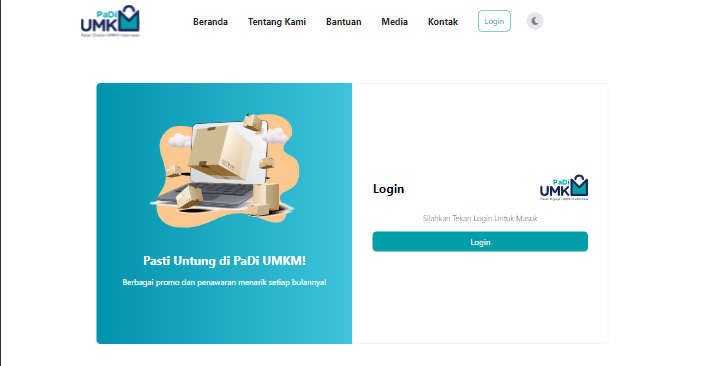 PaDi
UMKM
Pasar Digital UMKM Indonesia
Beranda
Tentang Kami
Bantuan
Media
Kontak
Login
Login
PaDi
UMKM
Pasar Digital UMKM Indonesia
Silahkan Tekan Login Untuk Masuk
Login
Pasti Untung di PaDi UMKM!
Berbagai promo dan penawaran menarik setiap bulannya!